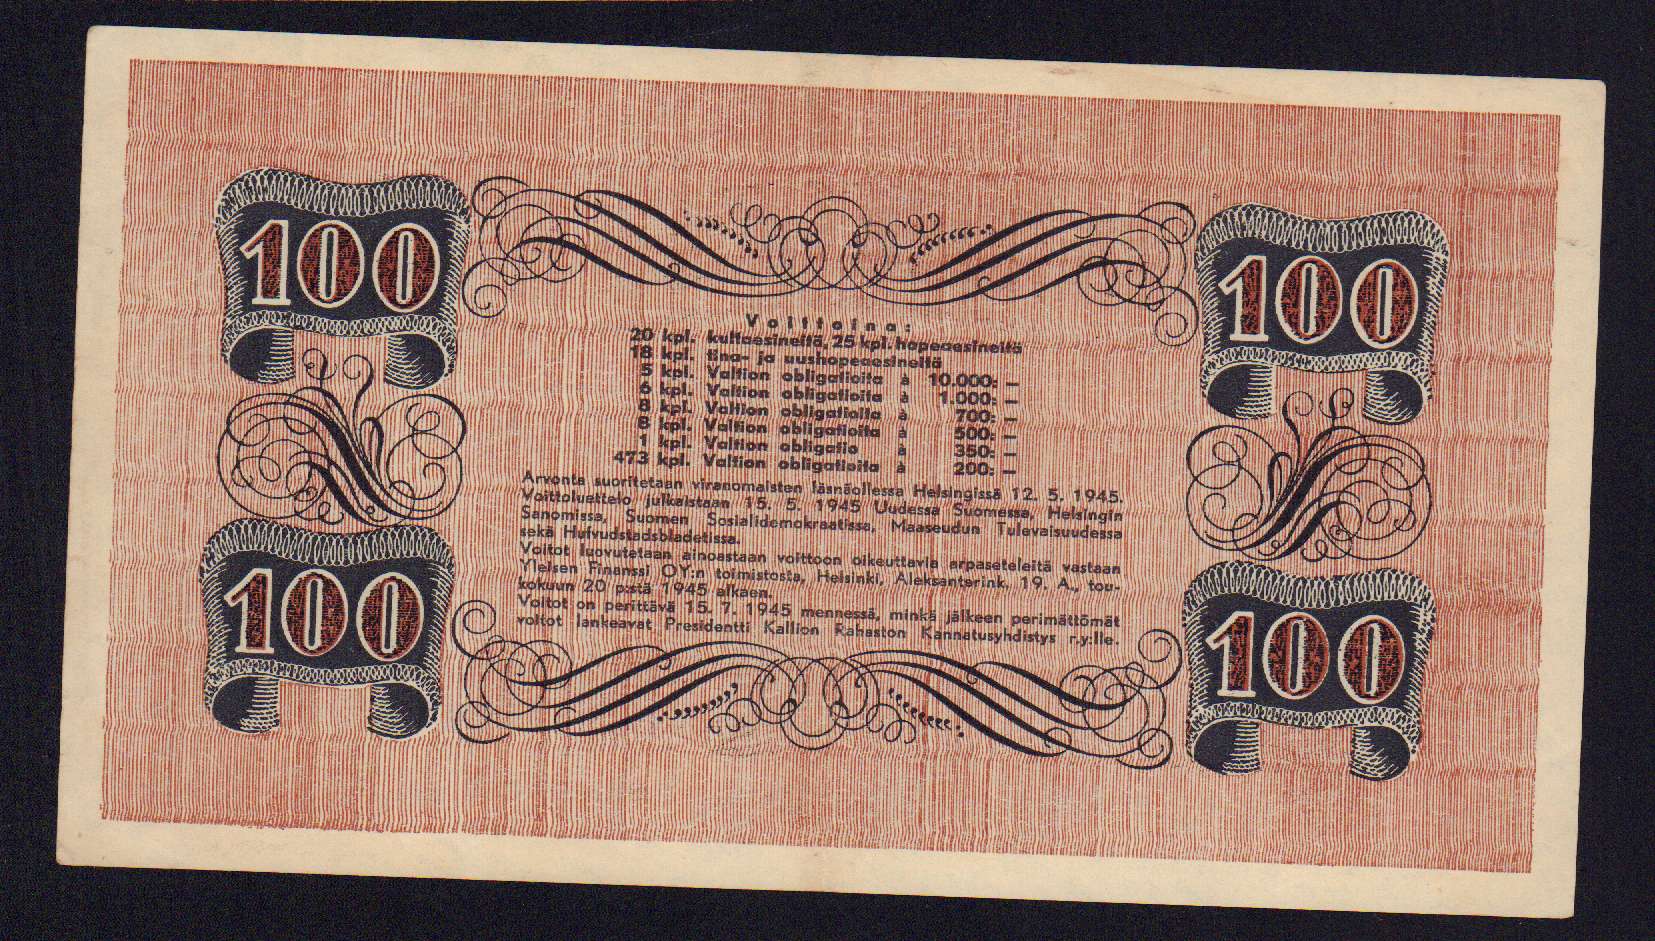 100
100
Voittoina:
20 kpl. kultaesineitä, 25 kpl. hopeaesineitä
18 kpl. tina- ja uushopeaesineitä
5 kpl. Valtion obligatioita à 10.000: —
6 kpl. Valtion obligatioita à 1.000: —
8 kpl. Valtion obligatioita à 700: —
8 kpl. Valtion obligatioita à 500: —
1 kpl. Valtion obligatio à 350: —
473 kpl. Valtion obligatioita à 200: —
Arvonta suoritetaan viranomaisten läsnäollessa Helsingissä 12. 5. 1945.
Voittoluettelo julkaistaan 15. 5. 1945 Uudessa Suomessa, Helsingin
Sanomissa, Suomen Sosialidemokraatissa, Maaseudun Tulevaisuudessa
sekä Hufvudstadsbladetissa.
Voitot luovutetaan ainoastaan voittoon oikeuttavia arpaseteleitä vastaan
Yleisen Finanssi OY:n toimistosta, Helsinki, Aleksanterink. 19. A., tou-
kokuun 20 p:stä 1945 alkaen.
Voitot on perittävä 15. 7. 1945 mennessä, minkä jälkeen perimättömät
voitot lankeavat Presidentti Kallion Rahaston Kannatusyhdistys r.y:lle.
100
100